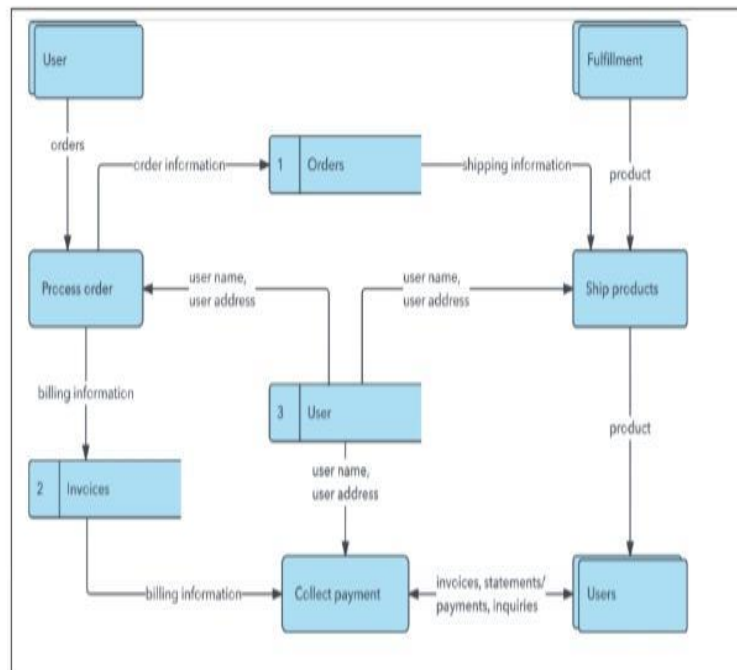 User
Fulfillment
orders
order information
1 Orders
shipping information
product
Process order
user name,
user address
user name,
user address
Ship products
billing information
3 User
product
2 Invoices
user name,
user address
billing information
Collect payment
invoices, statements/
payments, inquiries
Users